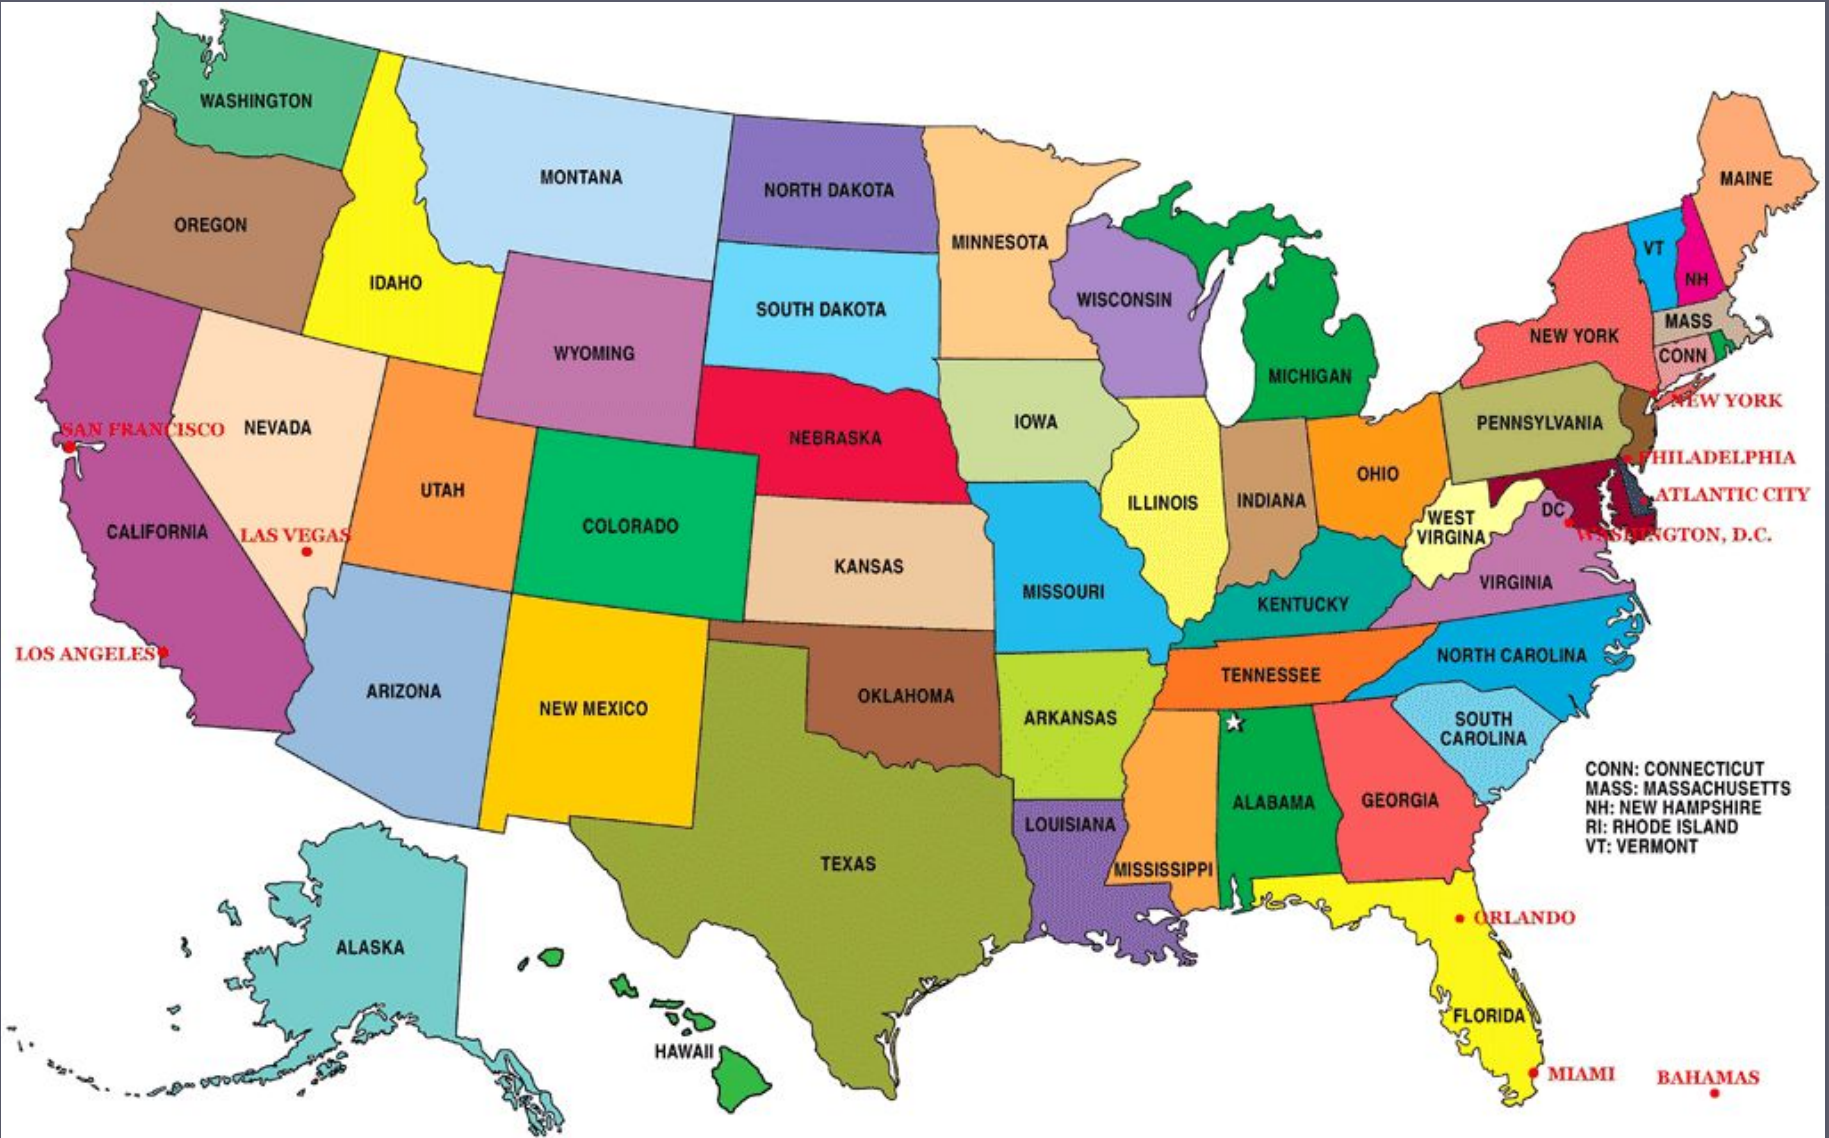 WASHINGTON
MONTANA
NORTH DAKOTA
MINNESOTA
MAINE
OREGON
IDAHO
SOUTH DAKOTA
WISCONSIN
VT
NH
WYOMING
MICHIGAN
NEW YORK
MASS
CONN
SAN FRANCISCO
NEVADA
NEBRASKA
IOWA
PENNSYLVANIA
NEW YORK
UTAH
COLORADO
ILLINOIS
INDIANA
OHIO
PHILADELPHIA
ATLANTIC CITY
CALIFORNIA
LAS VEGAS
WEST
VIRGINA
DC
WASHINGTON, D.C.
KANSAS
MISSOURI
KENTUCKY
VIRGINIA
LOS ANGELES
ARIZONA
NEW MEXICO
OKLAHOMA
ARKANSAS
TENNESSEE
NORTH CAROLINA
SOUTH
CAROLINA
TEXAS
LOUISIANA
MISSISSIPPI
ALABAMA
GEORGIA
CONN: CONNECTICUT
MASS: MASSACHUSETTS
NH: NEW HAMPSHIRE
RI: RHODE ISLAND
VT: VERMONT
ALASKA
HAWAII
ORLANDO
FLORIDA
MIAMI
BAHAMAS